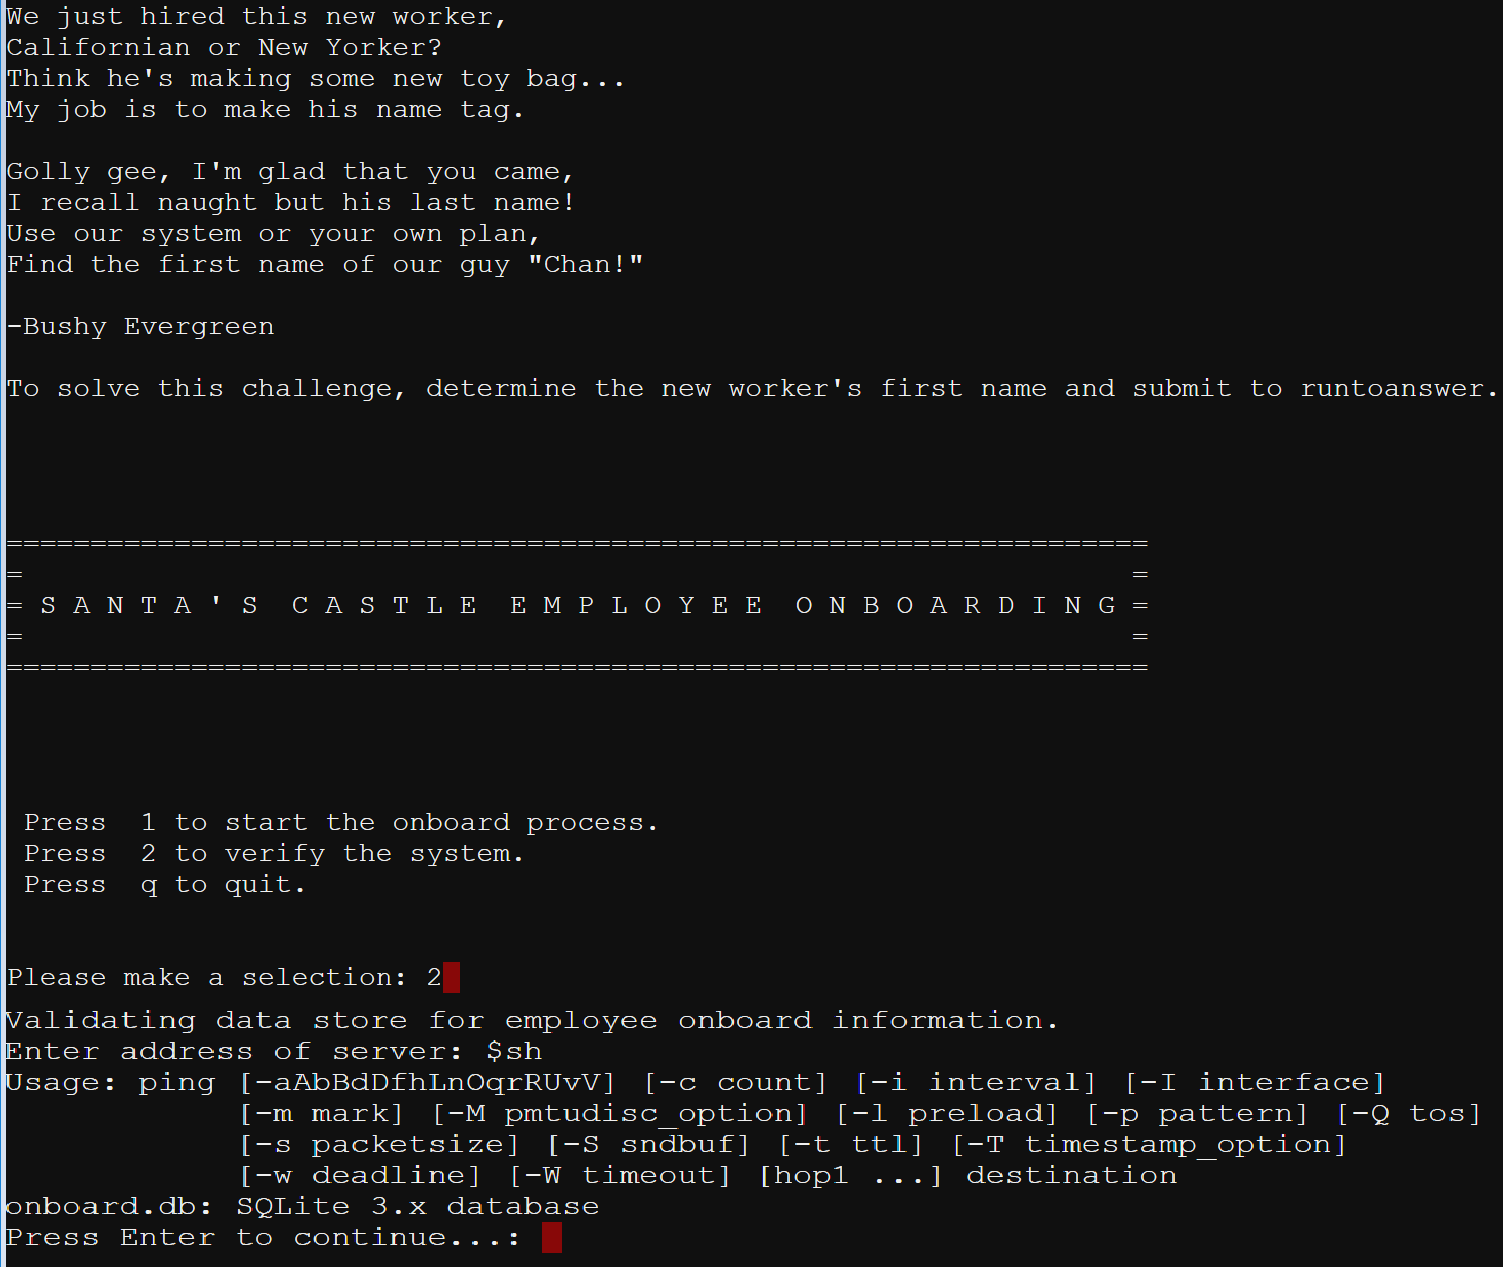 We just hired this new worker,
Californian or New Yorker?
Think he's making some new toy bag...
My job is to make his name tag.
Golly gee, I'm glad that you came,
I recall naught but his last name!
Use our system or your own plan,
Find the first name of our guy "Chan!"
-Bushy Evergreen
To solve this challenge, determine the new worker's first name and submit to runtoanswer.
====================================================================
=                                                                  =
= S A N T A ' S  C A S T L E  E M P L O Y E E  O N B O A R D I N G =
=                                                                  =
====================================================================
Press  1 to start the onboard process.
Press  2 to verify the system.
Press  q to quit.
Please make a selection: 2
Validating data store for employee onboard information.
Enter address of server: $sh
Usage: ping [-aAbBdDfhLnOqrRUvV] [-c count] [-i interval] [-I interface]
[-m mark] [-M pmtudisc_option] [-l preload] [-p pattern] [-Q tos]
[-s packetsize] [-S sndbuf] [-t ttl] [-T timestamp_option]
[-w deadline] [-W timeout] [hop1 ...] destination
onboard.db: SQLite 3.x database
Press Enter to continue...: